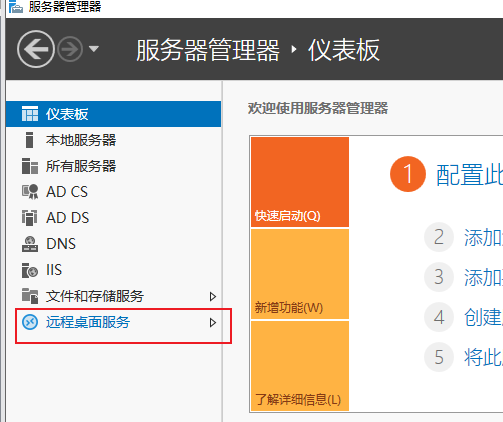 服务器管理器
服务器管理器 · 仪表板
仪表板
本地服务器
所有服务器
AD CS
AD DS
DNS
IIS
文件和存储服务
远程桌面服务
欢迎使用服务器管理器
快速启动(Q)
新增功能(W)
了解详细信息(L)
1 配置此
2 添加
3 添加
4 创建
5 将此